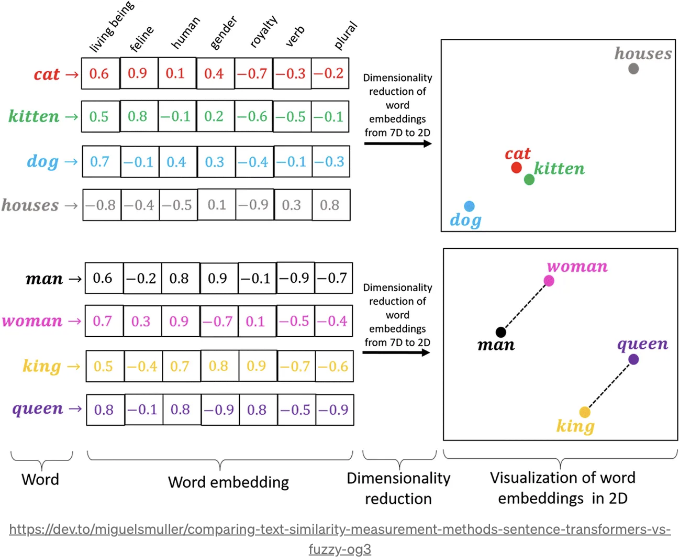 living being feline human gender royalty verb plural
cat → 0.6 0.9 0.1 0.4 −0.7 −0.3 −0.2
kitten → 0.5 0.8 −0.1 0.2 −0.6 −0.5 −0.1
dog → 0.7 −0.1 0.4 0.3 −0.4 −0.1 −0.3
houses → −0.8 −0.4 −0.5 0.1 −0.9 0.3 0.8
Dimensionality
reduction of
word
embeddings
from 7D to 2D
houses
cat
kitten
dog
man → 0.6 −0.2 0.8 0.9 −0.1 −0.9 −0.7
woman → 0.7 0.3 0.9 −0.7 0.1 −0.5 −0.4
king → 0.5 −0.4 0.7 0.8 0.9 −0.7 −0.6
queen → 0.8 −0.1 0.8 −0.9 0.8 −0.5 −0.9
Dimensionality
reduction of
word
embeddings
from 7D to 2D
woman
man
queen
king
Word
Word embedding
Dimensionality
reduction
Visualization of word
embeddings in 2D
https://dev.to/miguelsmuller/comparing-text-similarity-measurement-methods-sentence-transformers-vs-
fuzzy-og3